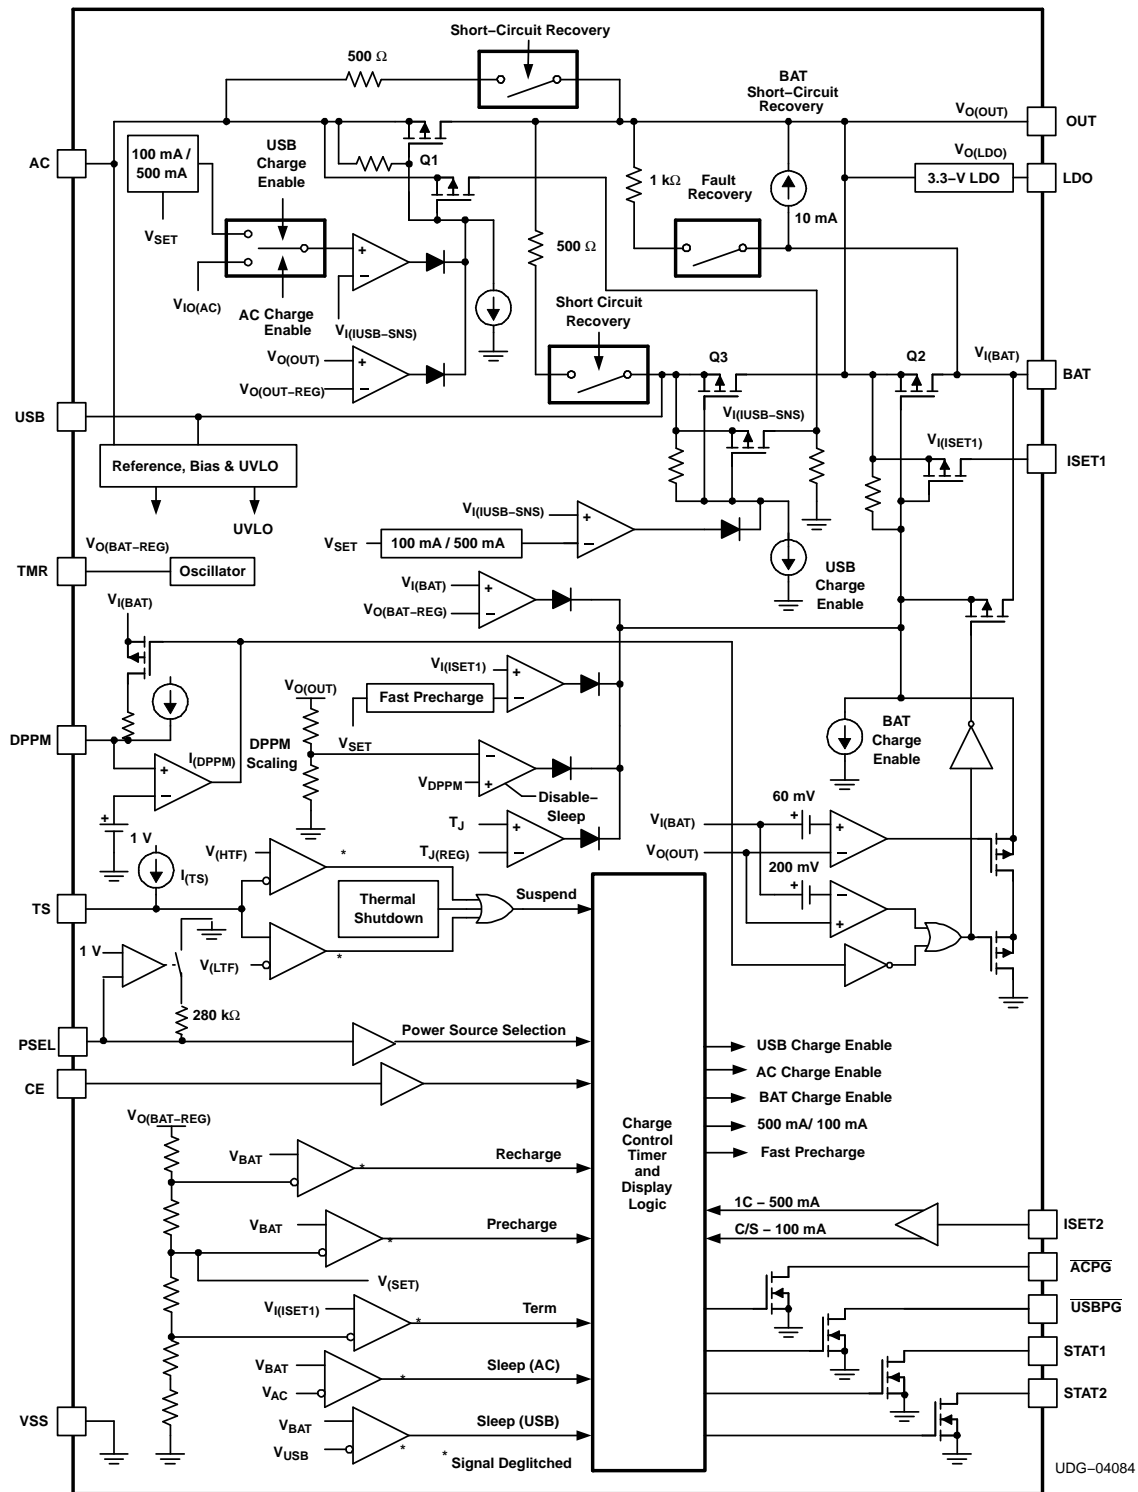 Short−Circuit Recovery
500 Ω
BAT
Short−Circuit
Recovery
VO(OUT)
OUT
AC
100 mA /
500 mA
USB
Charge
Enable
Q1
VO(LDO)
3.3−V LDO
LDO
1 kΩ
Fault
Recovery
10 mA
VSET
500 Ω
VIO(AC)
AC Charge
Enable
+
−
VI(IUSB−SNS)
Short Circuit
Recovery
VO(OUT)
+
VO(OUT−REG)
−
Q3
Q2
VI(BAT)
BAT
USB
VI(IUSB−SNS)
VI(ISET1)
ISET1
Reference, Bias & UVLO
UVLO
VI(IUSB−SNS)
+
VSET
100 mA / 500 mA
−
USB
Charge
Enable
VO(BAT−REG)
TMR
Oscillator
VI(BAT)
+
VO(BAT−REG)
−
VI(BAT)
VI(ISET1)
+
Fast Precharge
−
VO(OUT)
VSET
DPPM
I(DPPM)
DPPM
Scaling
−
VDPPM
+
Disable−
Sleep
BAT
Charge
Enable
+
−
+
1 V
TJ
+
TJ(REG)
−
60 mV
VI(BAT)
+
+
VO(OUT)
−
200 mV
+
−
+
V(HTF)
*
I(TS)
TS
Thermal
Shutdown
Suspend
V(LTF)
*
1 V
280 kΩ
PSEL
Power Source Selection
CE
USB Charge Enable
AC Charge Enable
BAT Charge Enable
500 mA/ 100 mA
Fast Precharge
Charge
Control
Timer
and
Display
Logic
VO(BAT−REG)
VBAT
*
Recharge
VBAT
*
Precharge
V(SET)
VI(ISET1)
*
Term
VBAT
VAC
*
Sleep (AC)
VBAT
VUSB
*
Sleep (USB)
*
Signal Deglitched
1C − 500 mA
C/S − 100 mA
ISET2
ACPG
USBPG
STAT1
STAT2
VSS
UDG−04084